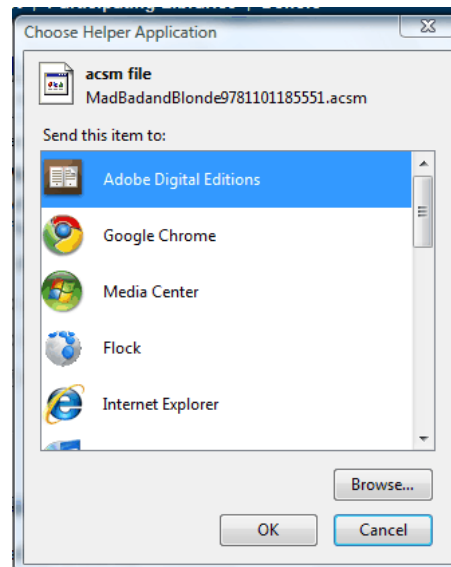 Choose Helper Application
acsm file
MadBadandBlonde9781101185551.acsm
Send this item to:
Adobe Digital Editions
Google Chrome
Media Center
Flock
Internet Explorer
Browse...
OK
Cancel